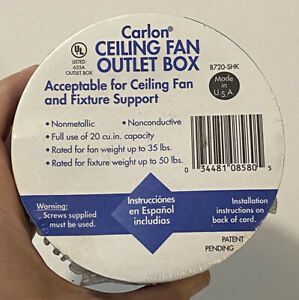 Carlon®
CEILING FAN
OUTLET BOX
UL
LISTED
655A
OUTLET BOX
B720-SHK
Made in
U.S.A.
Acceptable for Ceiling Fan
and Fixture Support
• Nonmetallic • Nonconductive
• Full use of 20 cu.in. capacity
• Rated for fan weight up to 35 lbs.
• Rated for fixture weight up to 50 lbs.
0 34481 08580 5
Warning:
Screws supplied
must be used.
Instrucciónes
en Español
includias
Installation
instructions on
back of card.
PATENT
PENDING